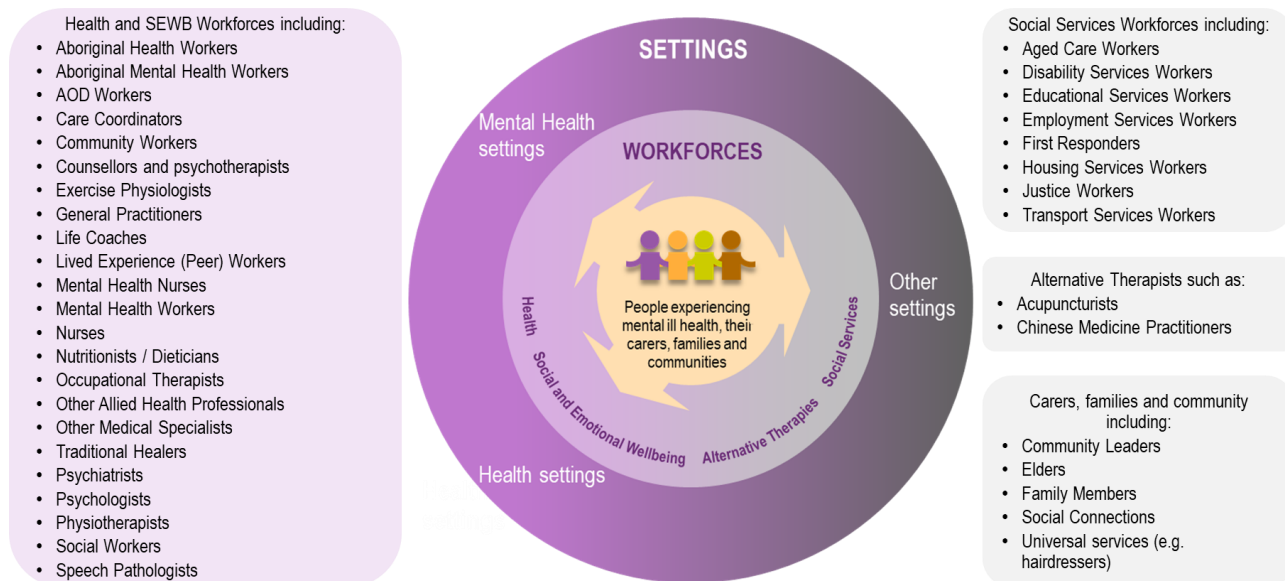 Health and SEWB Workforces including:
• Aboriginal Health Workers
• Aboriginal Mental Health Workers
• AOD Workers
• Care Coordinators
• Community Workers
• Counsellors and psychotherapists
• Exercise Physiologists
• General Practitioners
• Life Coaches
• Lived Experience (Peer) Workers
• Mental Health Nurses
• Mental Health Workers
• Nurses
• Nutritionists / Dieticians
• Occupational Therapists
• Other Allied Health Professionals
• Other Medical Specialists
• Traditional Healers
• Psychiatrists
• Psychologists
• Physiotherapists
• Social Workers
• Speech Pathologists
SETTINGS
Mental Health
settings
WORKFORCES
People experiencing
mental ill health, their
carers, families and
communities
Other
settings
Health
Social and Emotional Wellbeing
Alternative Therapies
Social Services
Health settings
Social Services Workforces including:
• Aged Care Workers
• Disability Services Workers
• Educational Services Workers
• Employment Services Workers
• First Responders
• Housing Services Workers
• Justice Workers
• Transport Services Workers
Alternative Therapists such as:
• Acupuncturists
• Chinese Medicine Practitioners
Carers, families and community
including:
• Community Leaders
• Elders
• Family Members
• Social Connections
• Universal services (e.g.
hairdressers)